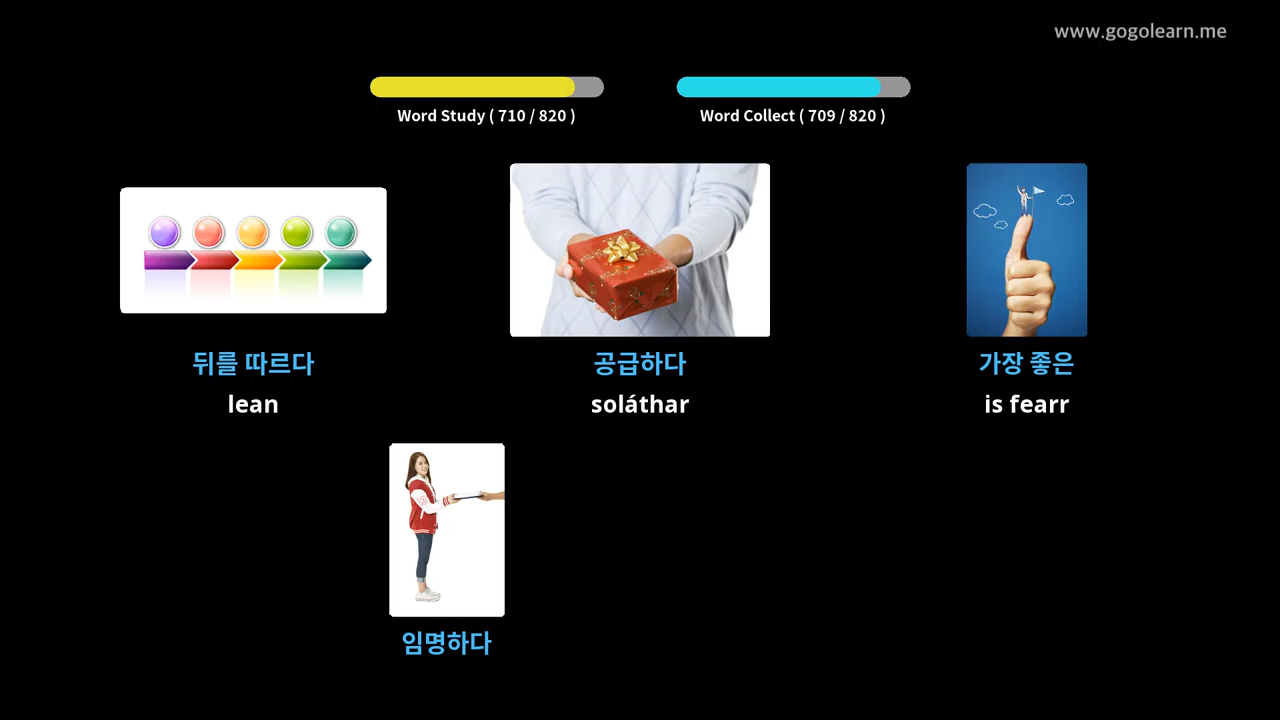 www.gogolearn.me
Word Study ( 710 / 820 )
Word Collect ( 709 / 820 )
뒤를 따르다
lean
공급하다
soláthar
가장 좋은
is fearr
임명하다